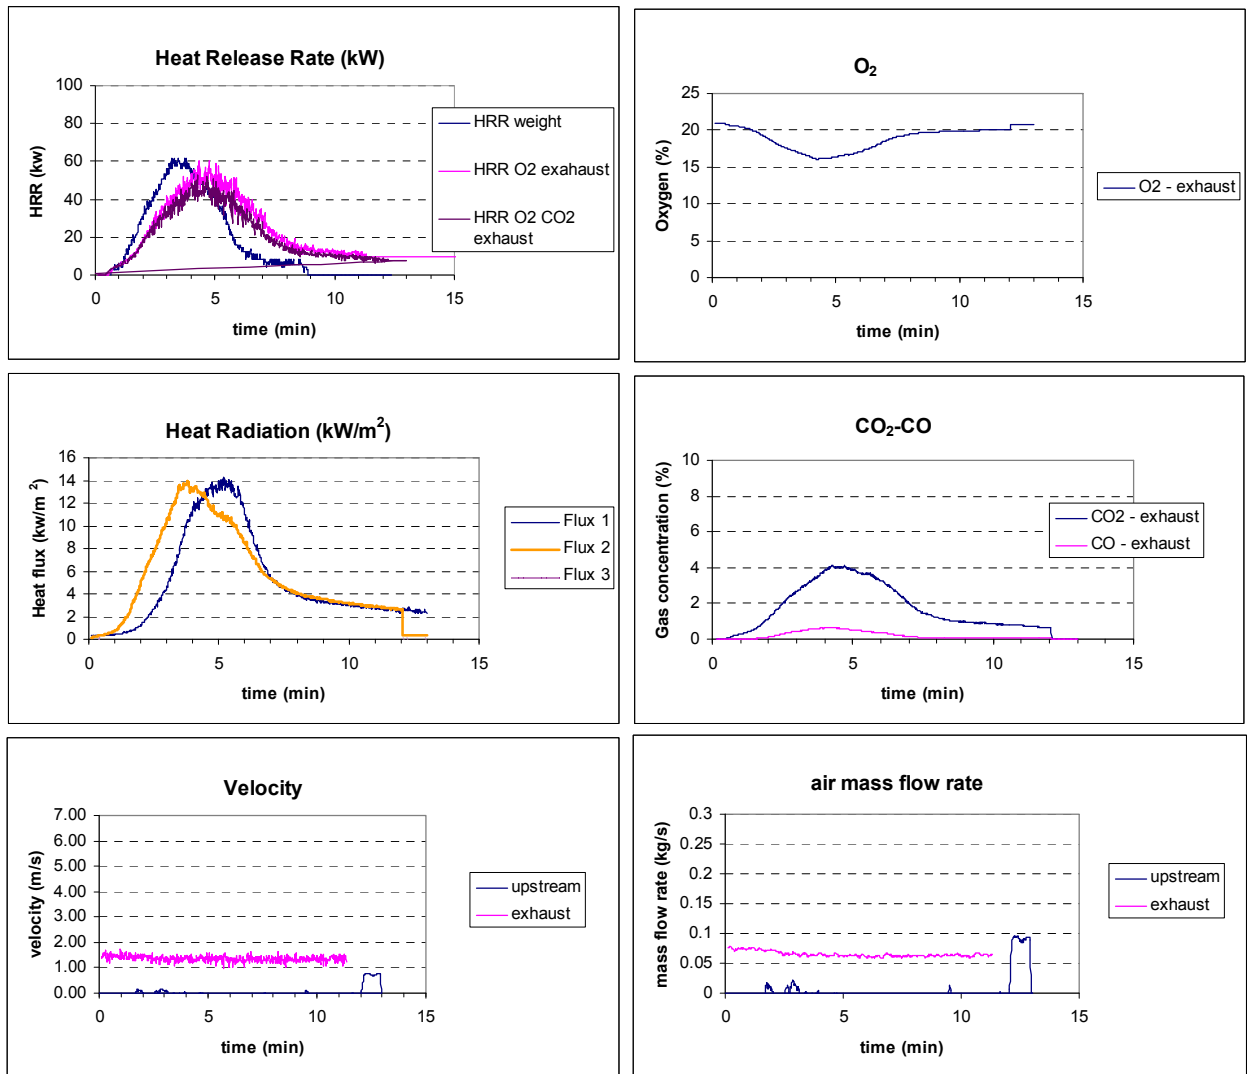 Heat Release Rate (kW)
100
80
60
40
20
0
0 5 10 15
HRR (kw)
time (min)
HRR weight
HRR O2 exahaust
HRR O2 CO2
exhaust
O2
25
20
15
10
5
0
0 5 10 15
Oxygen (%)
time (min)
O2 - exhaust
Heat Radiation (kW/m2)
16
14
12
10
8
6
4
2
0
0 5 10 15
Heat flux (kw/m 2)
time (min)
Flux 1
Flux 2
Flux 3
CO2-CO
10
8
6
4
2
0
0 5 10 15
Gas concentration (%)
time (min)
CO2 - exhaust
CO - exhaust
Velocity
7.00
6.00
5.00
4.00
3.00
2.00
1.00
0.00
0 5 10 15
velocity (m/s)
time (min)
upstream
exhaust
air mass flow rate
0.3
0.25
0.2
0.15
0.1
0.05
0
0 5 10 15
mass flow rate (kg/s)
time (min)
upstream
exhaust